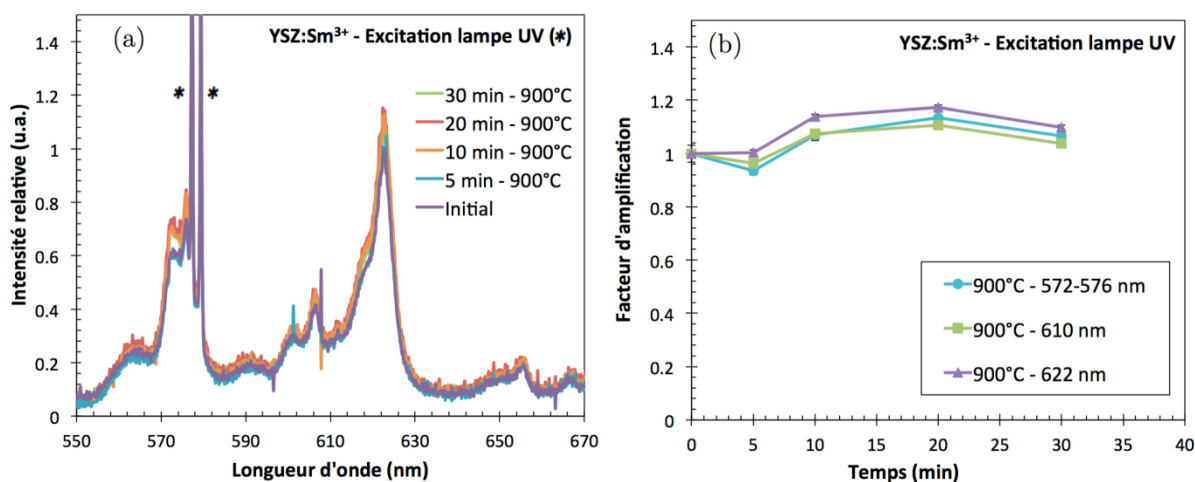 (a)
YSZ:Sm³⁺ - Excitation lampe UV (*)
* *
30 min - 900°C
20 min - 900°C
10 min - 900°C
5 min - 900°C
Initial
Intensité relative (u.a.)
1.4
1.2
1
0.8
0.6
0.4
0.2
0
550 570 590 610 630 650 670
Longueur d'onde (nm)
(b)
YSZ:Sm³⁺ - Excitation lampe UV
Facteur d'amplification
1.4
1.2
1
0.8
0.6
0.4
0.2
0
900°C - 572-576 nm
900°C - 610 nm
900°C - 622 nm
0 5 10 15 20 25 30 35 40
Temps (min)